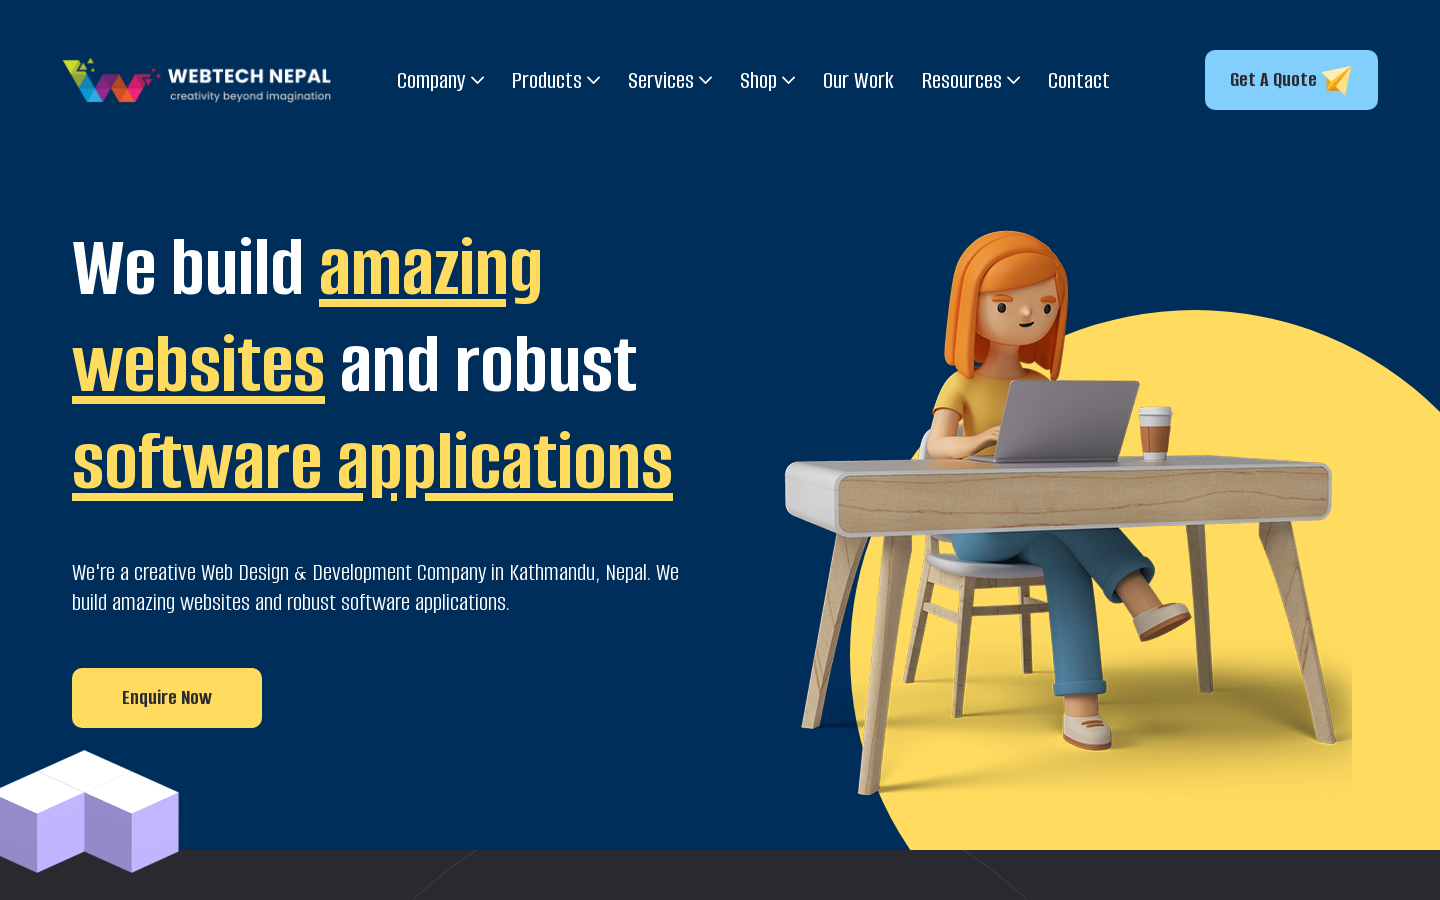 WEBTECH NEPAL
creativity beyond imagination
Company
Products
Services
Shop
Our Work
Resources
Contact
Get A Quote
We build amazing
websites and robust
software applications
We're a creative Web Design & Development Company in Kathmandu, Nepal. We
build amazing websites and robust software applications.
Enquire Now